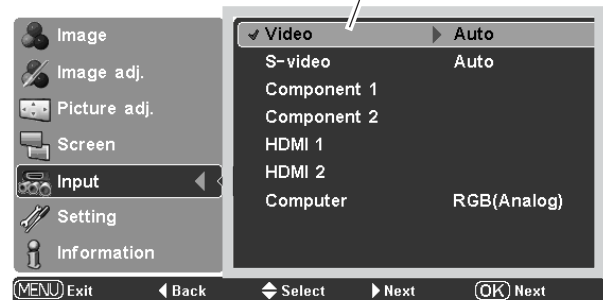 Image
Image adj.
Picture adj.
Screen
Input
Setting
Information
Video Auto
S-video Auto
Component 1
Component 2
HDMI 1
HDMI 2
Computer RGB(Analog)
MENU Exit Back Select Next OK Next